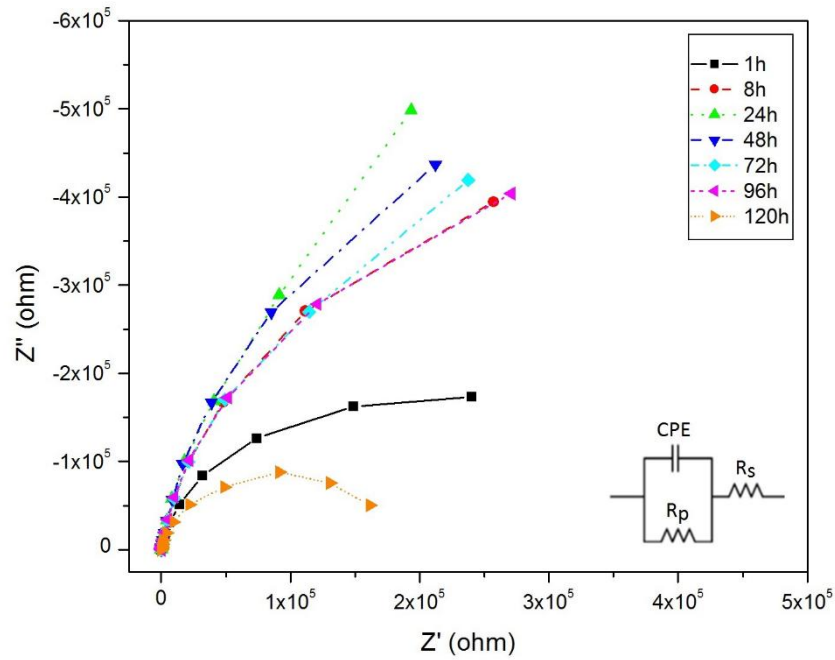 -6x10⁵
-5x10⁵
-4x10⁵
-3x10⁵
-2x10⁵
-1x10⁵
0
Z" (ohm)
0
1x10⁵
2x10⁵
3x10⁵
4x10⁵
5x10⁵
Z' (ohm)
1h
8h
24h
48h
72h
96h
120h
CPE
Rₛ
Rₚ